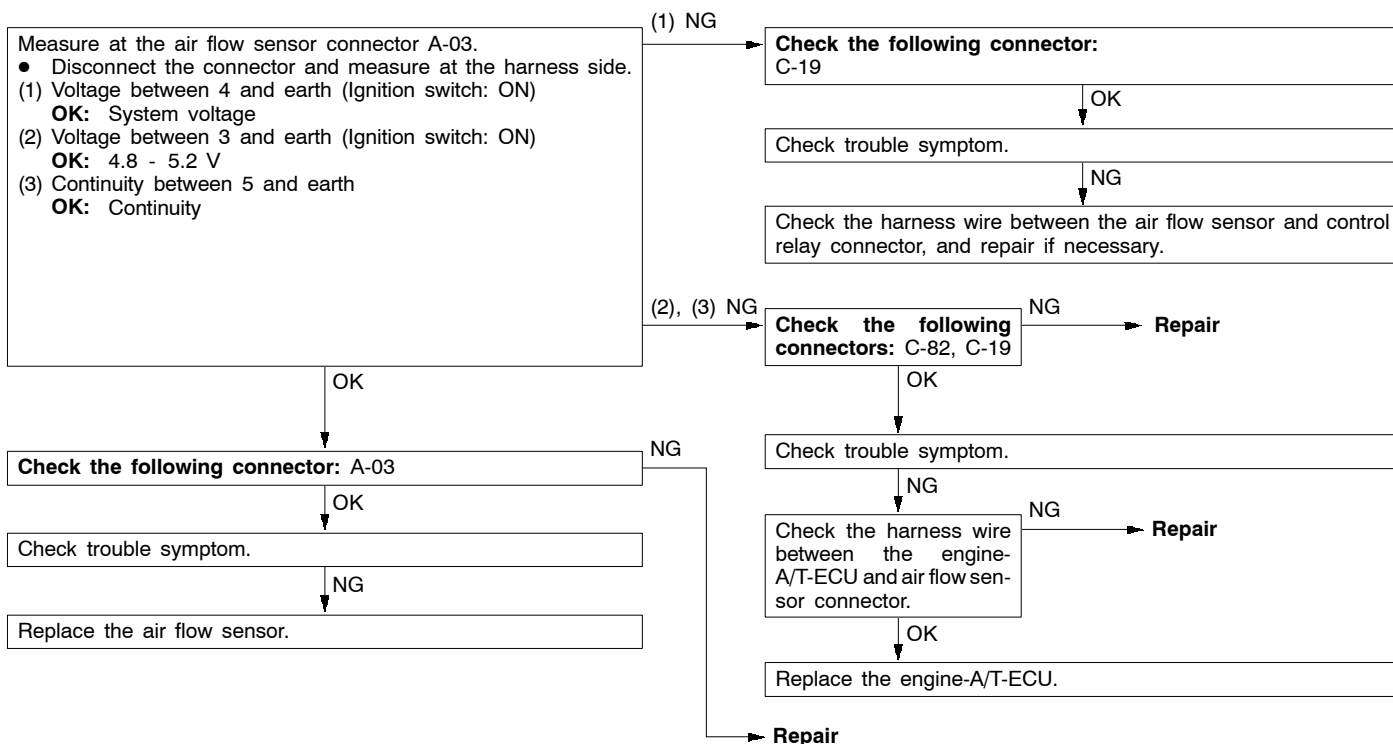 Measure at the air flow sensor connector A-03.
● Disconnect the connector and measure at the harness side.
(1) Voltage between 4 and earth (Ignition switch: ON)
OK: System voltage
(2) Voltage between 3 and earth (Ignition switch: ON)
OK: 4.8 - 5.2 V
(3) Continuity between 5 and earth
OK: Continuity
(1) NG
Check the following connector:
C-19
OK
Check trouble symptom.
NG
Check the harness wire between the air flow sensor and control
relay connector, and repair if necessary.
(2), (3) NG
Check the following
connectors: C-82, C-19
NG
Repair
OK
Check trouble symptom.
NG
Check the harness wire
between the engine-
A/T-ECU and air flow sen-
sor connector.
NG
Repair
OK
Replace the engine-A/T-ECU.
OK
Check the following connector: A-03
NG
OK
Check trouble symptom.
NG
Replace the air flow sensor.
Repair